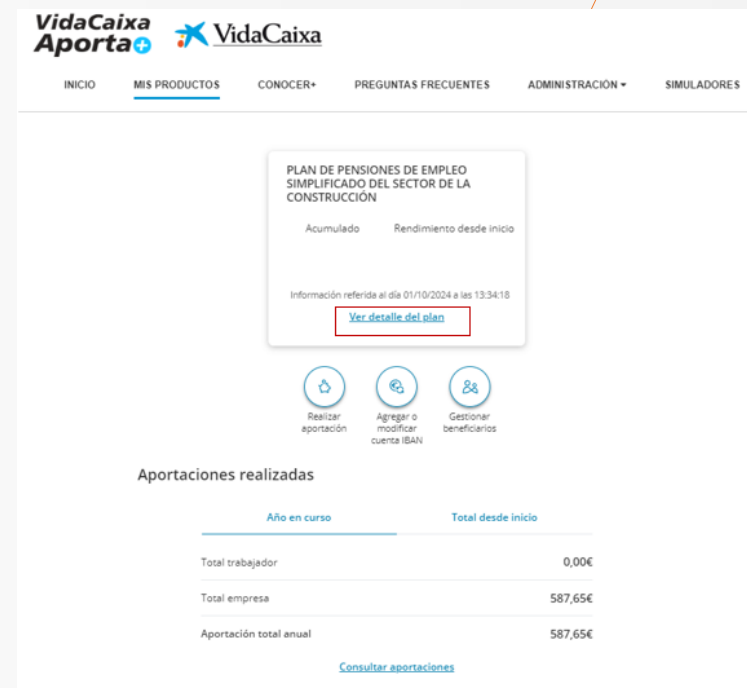 VidaCaixa
Aporta+
VidaCaixa
INICIO MIS PRODUCTOS CONOCER+ PREGUNTAS FRECUENTES ADMINISTRACIÓN SIMULADORES
PLAN DE PENSIONES DE EMPLEO
SIMPLIFICADO DEL SECTOR DE LA
CONSTRUCCIÓN
Acumulado Rendimiento desde inicio
Información referida al día 01/10/2024 a las 13:34:18
Ver detalle del plan
Realizar
aportación
Agregar o
modificar
cuenta IBAN
Gestionar
beneficiarios
Aportaciones realizadas
Año en curso Total desde inicio
Total trabajador 0,00€
Total empresa 587,65€
Aportación total anual 587,65€
Consultar aportaciones